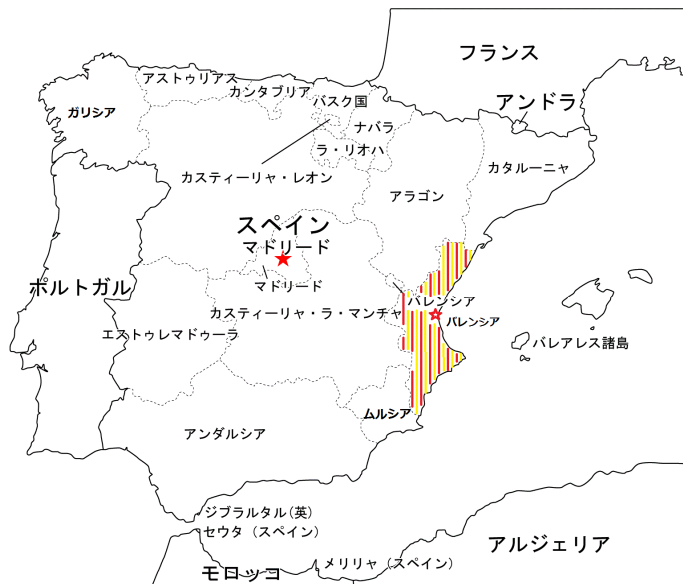 フランス
アストゥリアス
カンタブリア
バスク国
アンドラ
ガリシア
ナバラ
ラ・リオハ
カタルーニャ
カスティーリャ・レオン
アラゴン
スペイン
マドリード
マドリード
ポルトガル
バレンシア
カスティーリャ・ラ・マンチャ
バレンシア
エストゥレマドゥーラ
バレアレス諸島
ムルシア
アンダルシア
ジブラルタル(英)
セウタ（スペイン）
アルジェリア
メリリャ（スペイン）
モロッコ